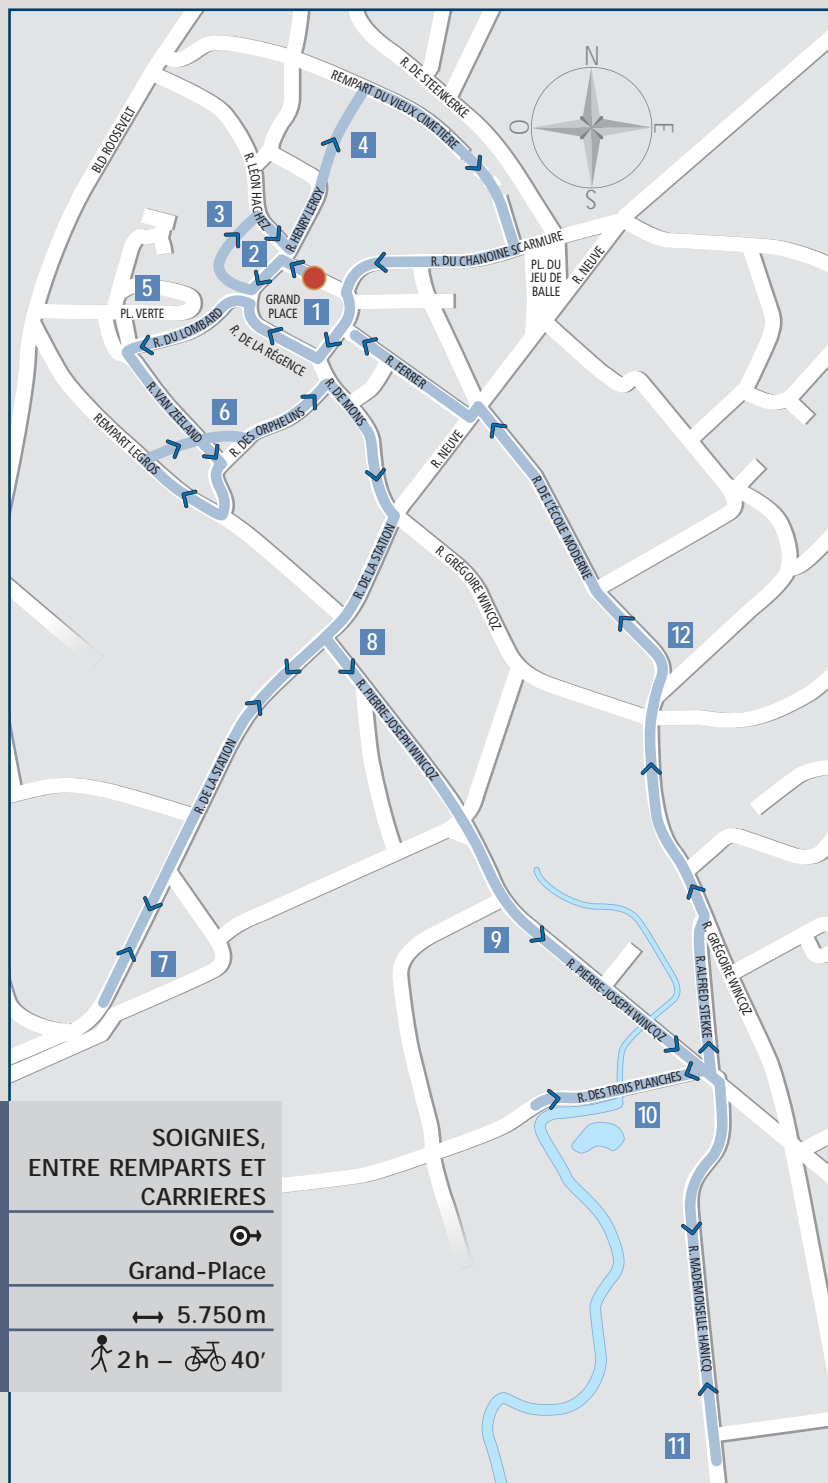 N
E
S
O
R. DE STEENKERKE
REMPART DU VIEUX CIMETIÈRE
BLD ROOSEVELT
4
R. LÉON HACHEZ
R. HENRY LEROY
3
2
R. DU CHANOINE SCARMURE
PL. DU
JEU DE
BALLE
R. NEUVE
5
PL. VERTE
GRAND
PLACE
1
R. DU LOMBARD
R. DE LA RÉGENCE
R. FERRER
R. VAN ZEELAND
6
R. DES ORPHELINS
R. DE MONS
REMPART LEGROS
R. NEUVE
R. DE L'ÉCOLE MODERNE
R. DE LA STATION
R. GRÉGOIRE WINCQZ
12
8
R. PIERRE-JOSEPH WINCQZ
R. DE LA STATION
7
9
R. PIERRE-JOSEPH WINCQZ
R. ALFRED STEKKE
R. GRÉGOIRE WINCQZ
R. DES TROIS PLANCHES
10
R. MADEMOISELLE HANICQ
11
SOIGNIES,
ENTRE REMPARTS ET
CARRIERES
Grand-Place
5.750 m
2 h – 40'